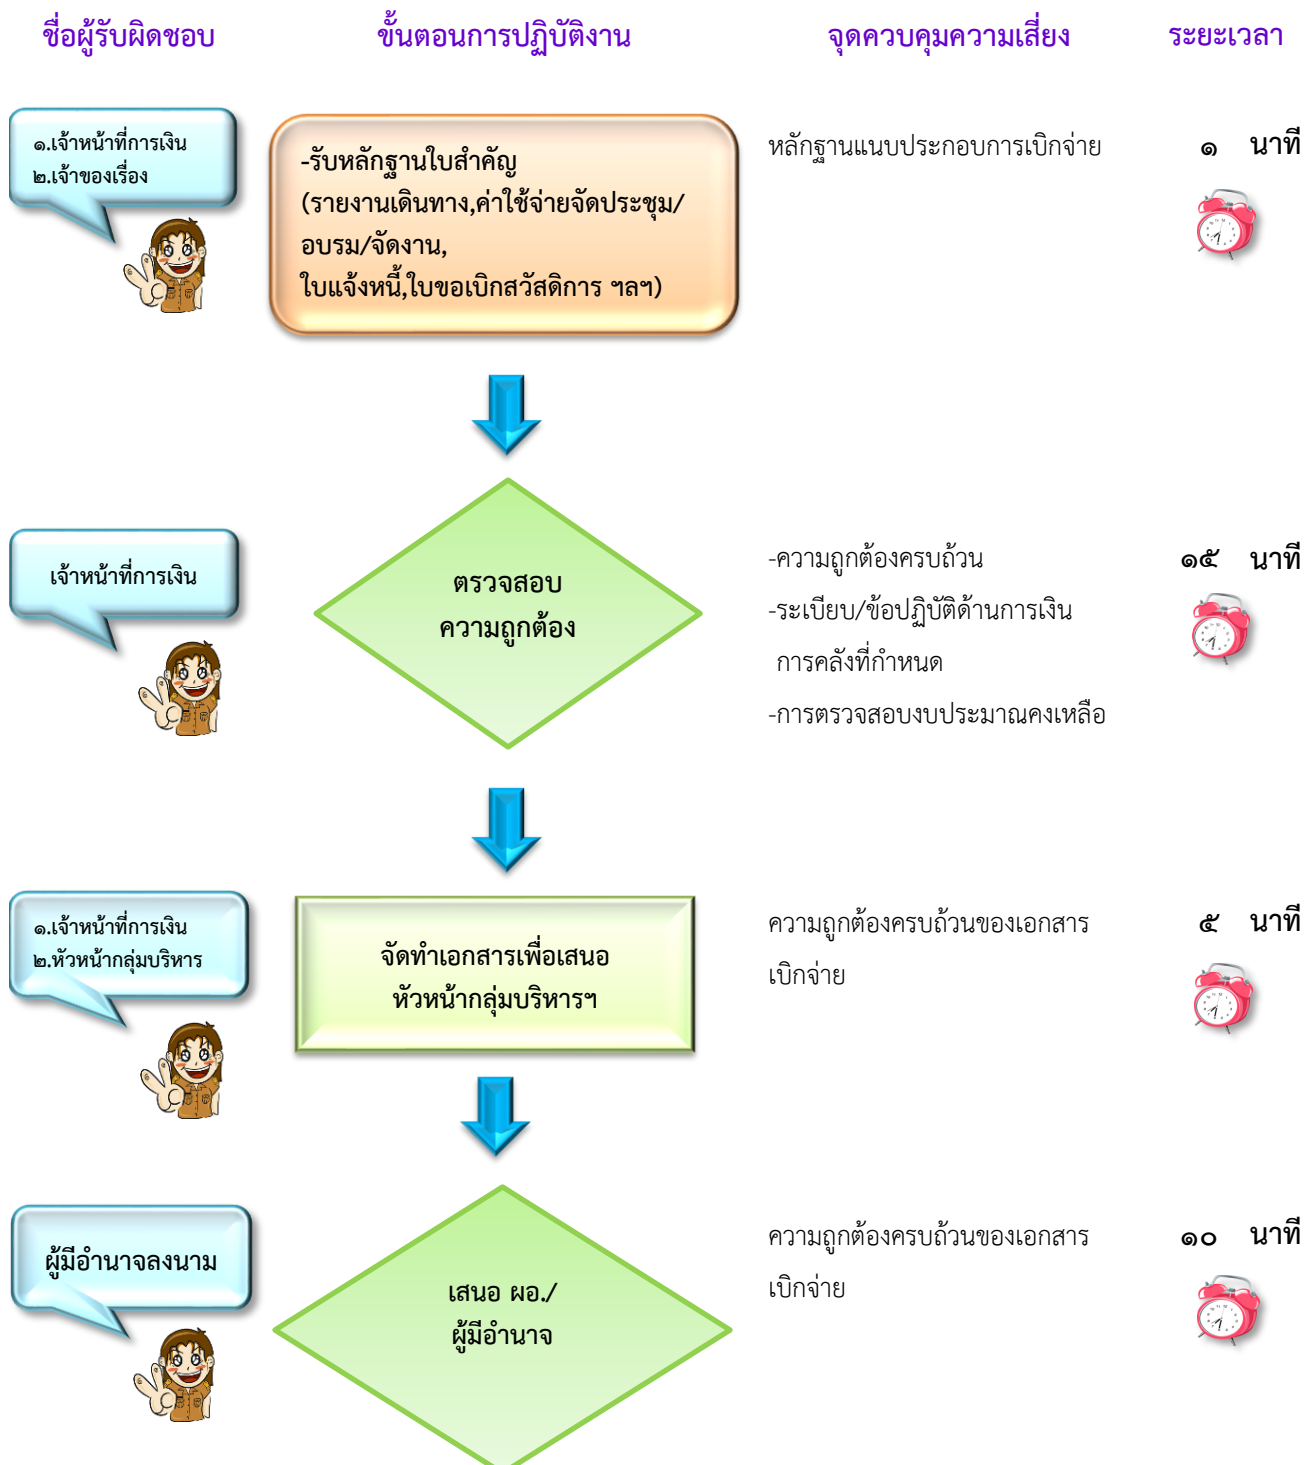 ชื่อผู้รับผิดชอบ ขั้นตอนการปฏิบัติงาน จุดควบคุมความเสี่ยง ระยะเวลา
๑.เจ้าหน้าที่การเงิน
๒.เจ้าของเรื่อง
-รับหลักฐานใบสำคัญ
(รายงานเดินทาง,ค่าใช้จ่ายจัดประชุม/
อบรม/จัดงาน,
ใบแจ้งหนี้,ใบขอเบิกสวัสดิการ ฯลฯ)
หลักฐานแนบประกอบการเบิกจ่าย
๑ นาที
เจ้าหน้าที่การเงิน
ตรวจสอบ
ความถูกต้อง
-ความถูกต้องครบถ้วน
-ระเบียบ/ข้อปฏิบัติด้านการเงิน
การคลังที่กำหนด
-การตรวจสอบงบประมาณคงเหลือ
๑๕ นาที
๑.เจ้าหน้าที่การเงิน
๒.หัวหน้ากลุ่มบริหาร
จัดทำเอกสารเพื่อเสนอ
หัวหน้ากลุ่มบริหารฯ
ความถูกต้องครบถ้วนของเอกสาร
เบิกจ่าย
๕ นาที
ผู้มีอำนาจลงนาม
เสนอ ผอ./
ผู้มีอำนาจ
ความถูกต้องครบถ้วนของเอกสาร
เบิกจ่าย
๑๐ นาที